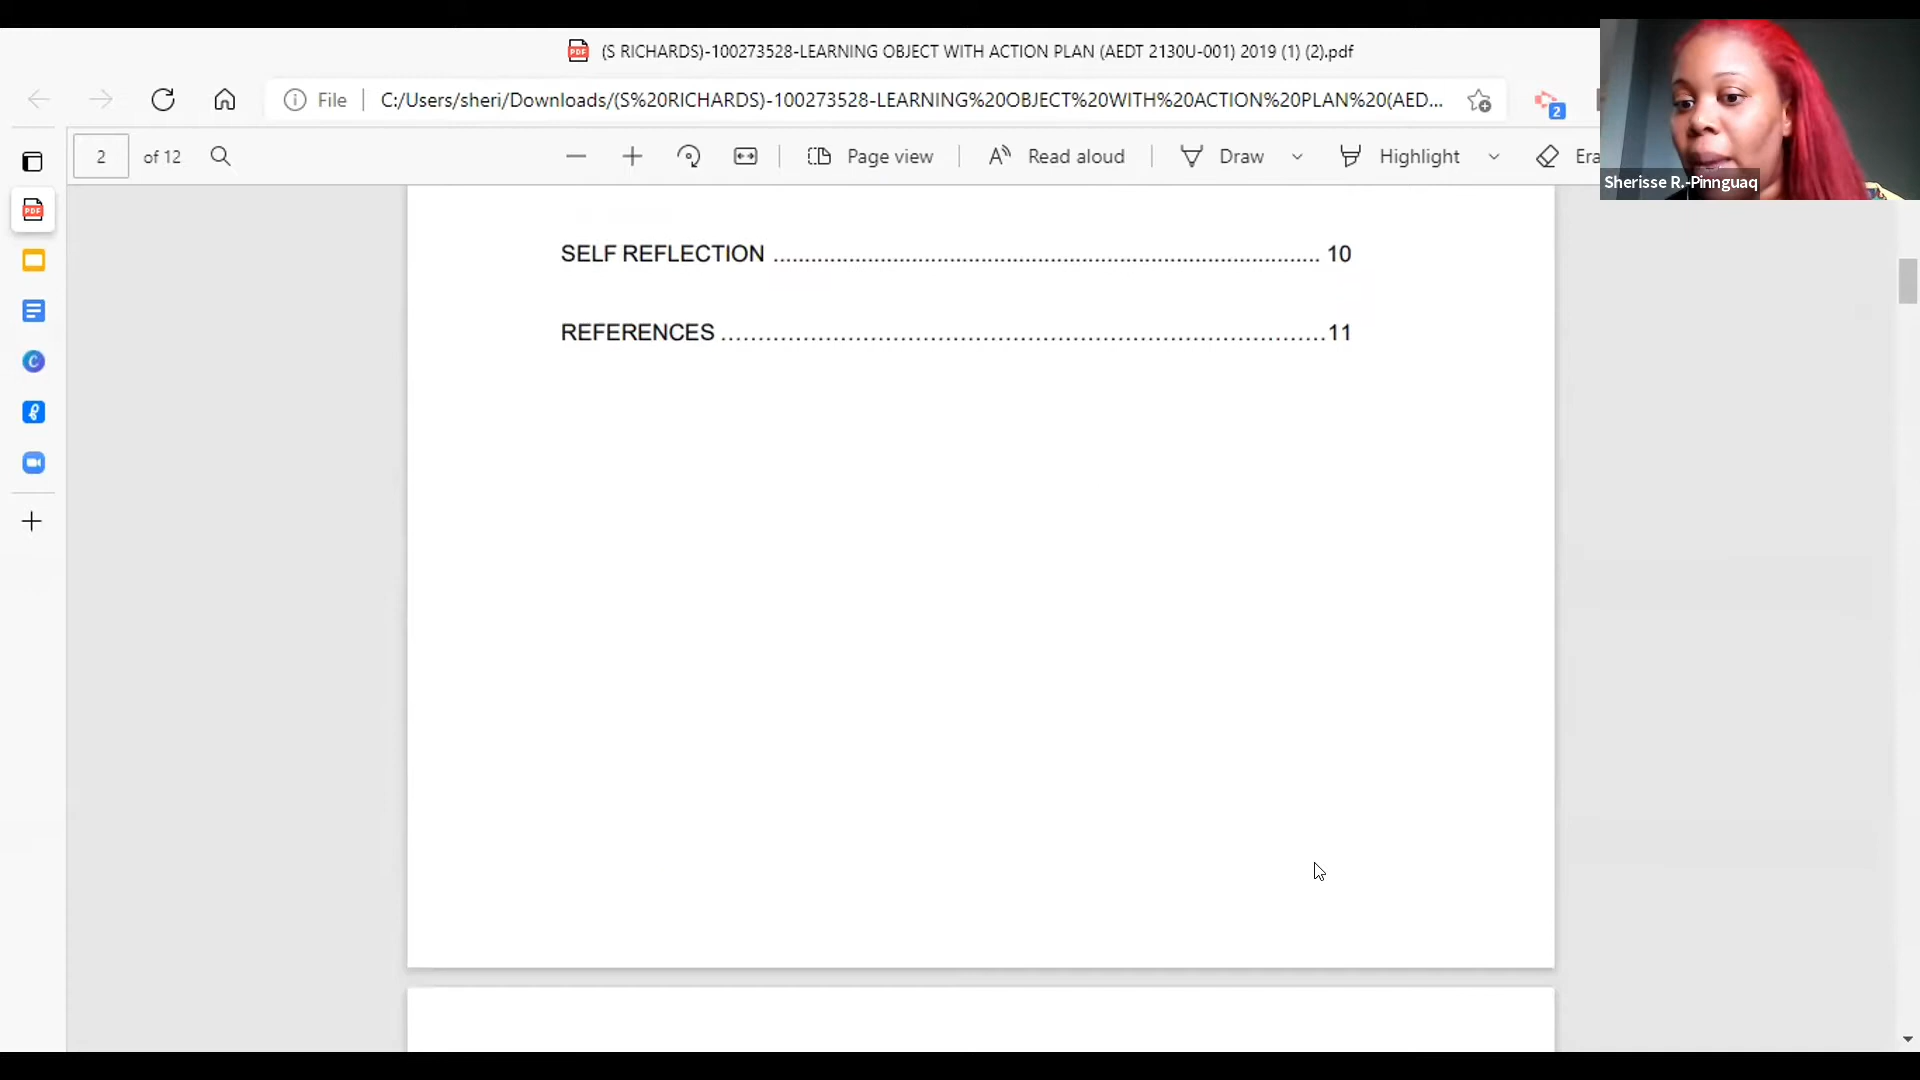 (S RICHARDS)-100273528-LEARNING OBJECT WITH ACTION PLAN (AEDT 2130U-001) 2019 (1) (2).pdf
File C:/Users/sheri/Downloads/(S%20RICHARDS)-100273528-LEARNING%20OBJECT%20WITH%20ACTION%20PLAN%20(AED... 2
2 of 12 Page view Read aloud Draw Highlight Era
Sherisse R.-Pinnguaq
PDF
SELF REFLECTION ........................................................................................ 10
REFERENCES ……………………………………………………………………….11